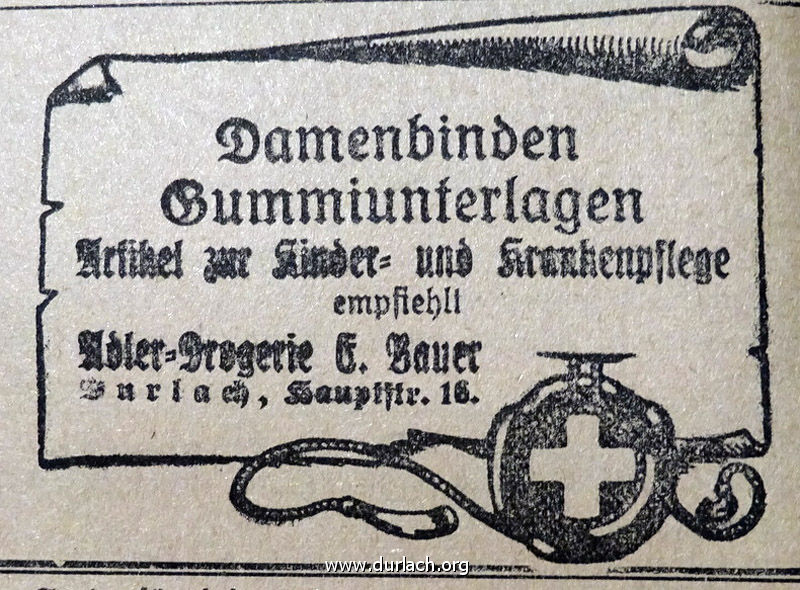 Damenbinden
Gummiunterlagen
Artikel zur Kinder- und Krankenpflege
empfiehlt
Adler-Drogerie E. Bauer
Durlach, Hauptstr. 16.
www.durlach.org